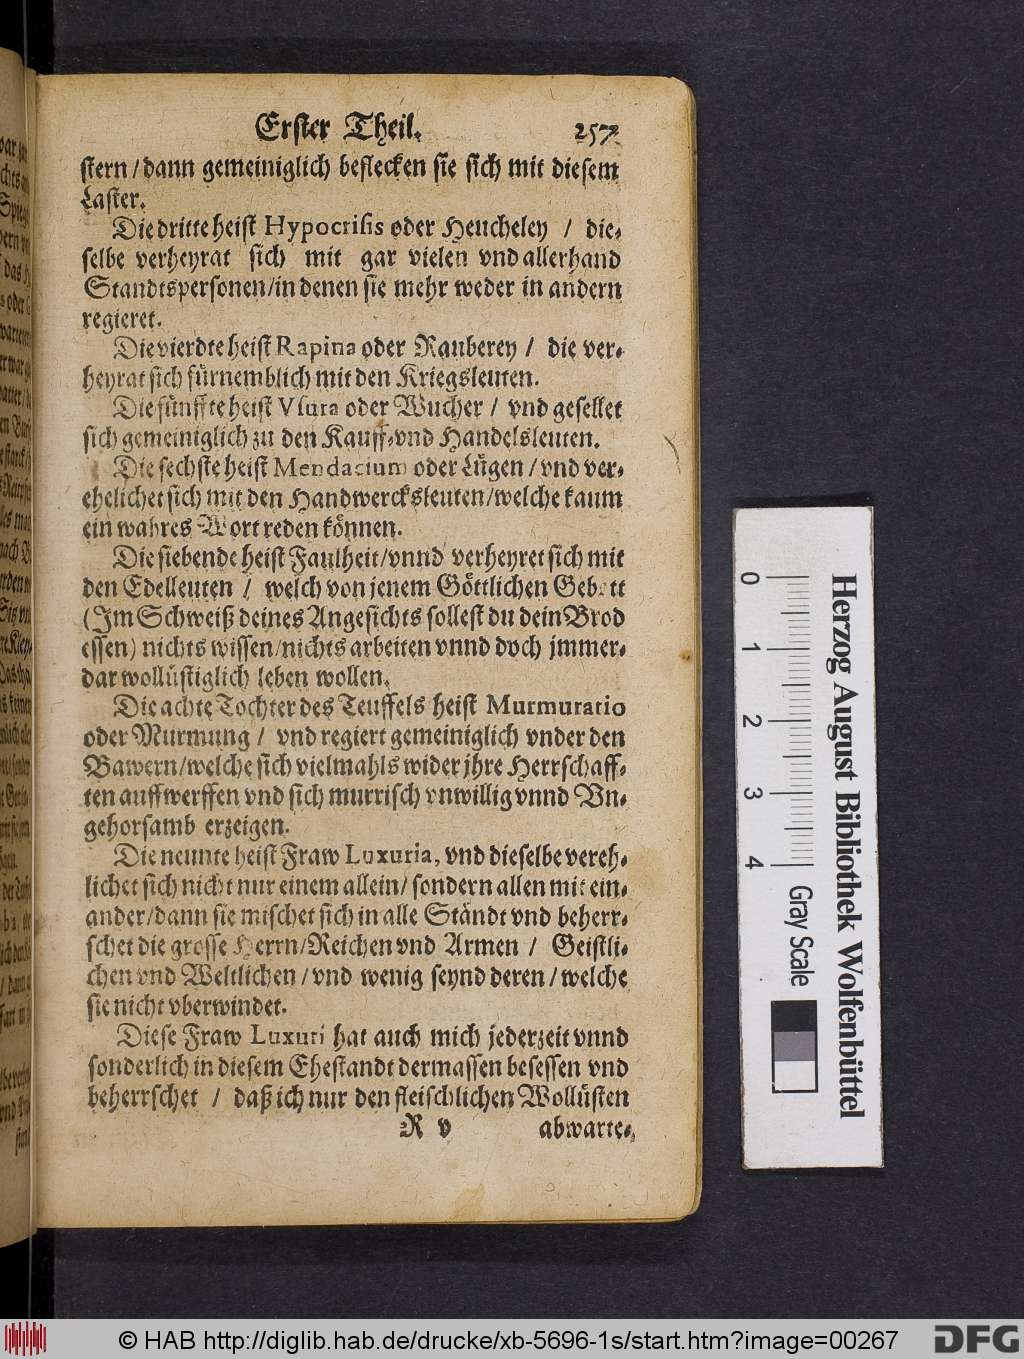 Erster Theil. 257.
stern / dann gemeiniglich beflecken sie sich mit diesem
Laster.
Die dritte heist Hypocrisis oder Heucheley / die-
selbe verheyrat sich mit gar vielen vnd allerhand
Standtspersonen / in denen sie mehr weder in andern
regieret.
Die vierdte heist Rapina oder Rauberey / die ver-
heyrat sich fürnemblich mit den Kriegsleuten.
Die fünffte heist Vsura oder Wucher / vnd gesellet
sich gemeiniglich zu den Kauff-vnd Handelsleuten.
Die sechste heist Mendacium oder Lügen / vnd ver-
ehelichet sich mit den Handwercksleuten / welche kaum
ein wahres Wort reden können.
Die siebende heist Faulheit / vnnd verheyret sich mit
den Edelleuten / welch von jenem Göttlichen Gebott
(Im Schweiß deines Angesichts sollest du dein Brod
essen) nichts wissen / nichts arbeiten vnnd doch jmmer-
dar wollüstiglich leben wollen.
Die achte Tochter des Teuffels heist Murmuratio
oder Murmung / vnd regiert gemeiniglich vnder den
Bawern / welche sich vielmahls wider jhre Herrschaff-
ten auffwerffen vnd sich murrisch vnwillig vnnd Vn-
gehorsamb erzeigen.
Die neunte heist Fraw Luxuria, vnd dieselbe vereh-
lichet sich nicht nur einem allein / sondern allen mit ein-
ander / dann sie mischet sich in alle Ständt vnd beherr-
schet die grosse Herrn / Reichen vnd Armen / Geistli-
chen vnd Weltlichen / vnd wenig seynd deren / welche
sie nicht vberwindet.
Diese Fraw Luxuri hat auch mich jederzeit vnnd
sonderlich in diesem Ehestandt dermassen besessen vnd
beherrschet / daß ich nur den fleischlichen Wollüsten
R v abwarte-
0 1 2 3 4
Gray Scale
Herzog August Bibliothek Wolfenbüttel
© HAB http://diglib.hab.de/drucke/xb-5696-1s/start.htm?image=00267
DFG